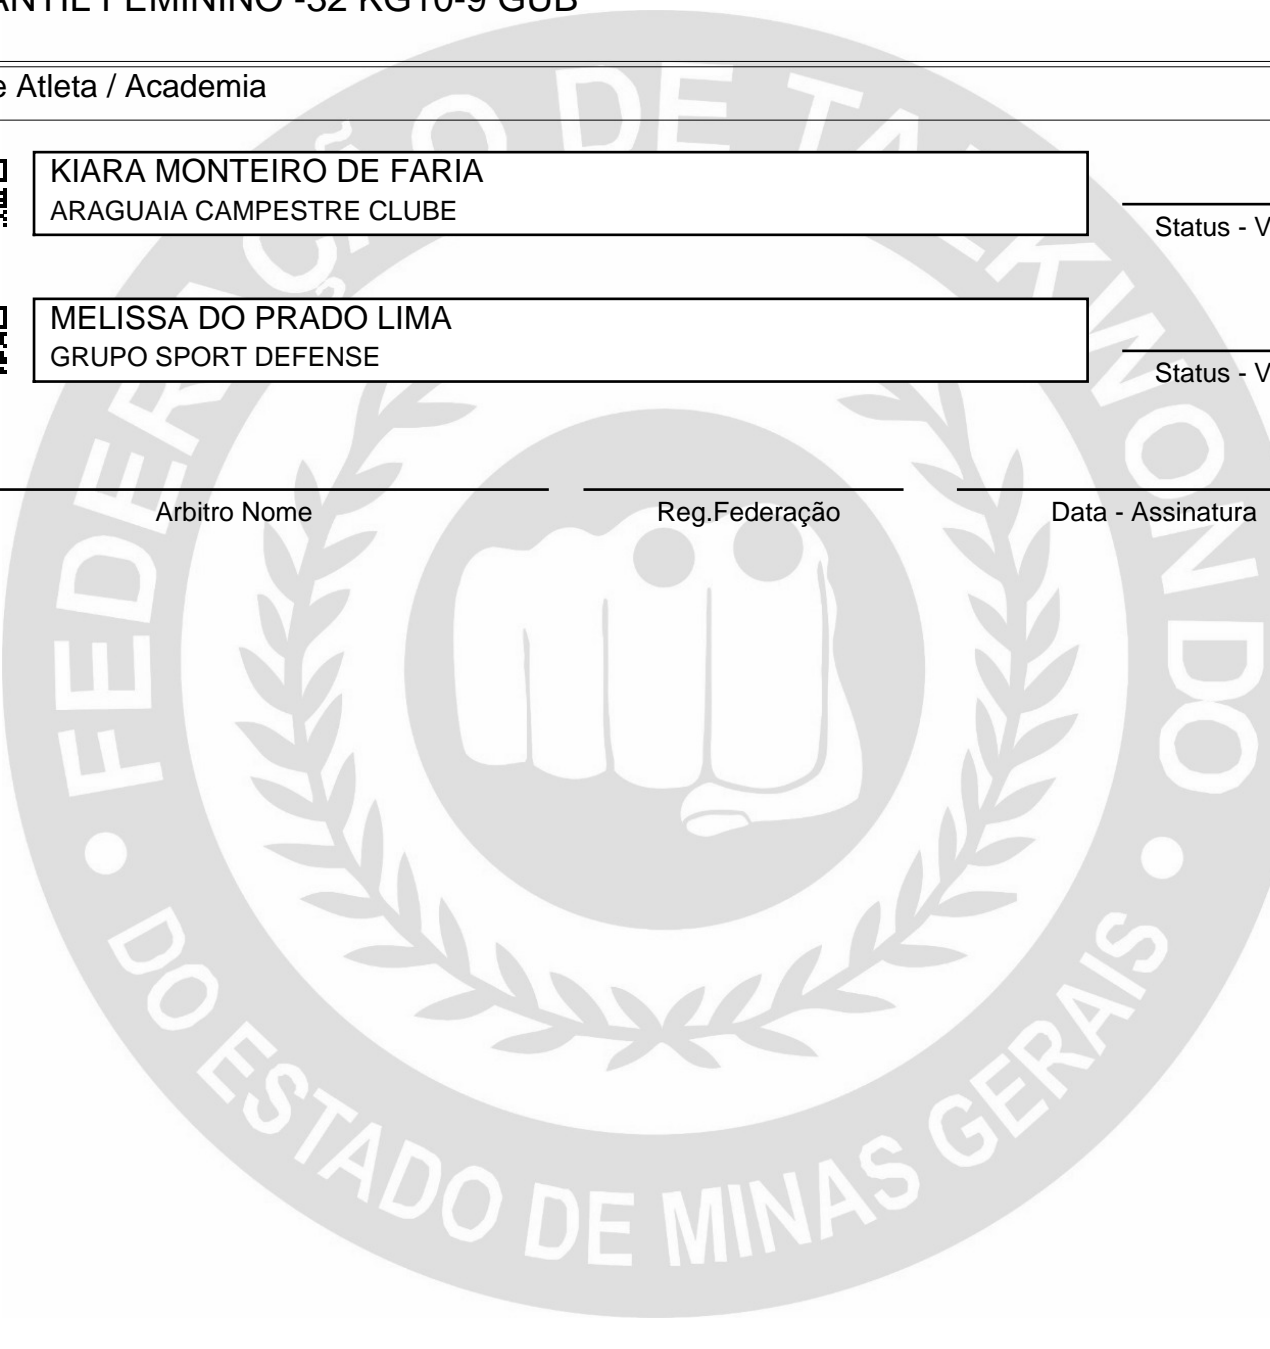 ANTIL FEMININO -32 KG10-9 GUB
e Atleta / Academia
KIARA MONTEIRO DE FARIA
ARAGUAIA CAMPESTRE CLUBE
Status - V
MELISSA DO PRADO LIMA
GRUPO SPORT DEFENSE
Status - V
Arbitro Nome
Reg.Federação
Data - Assinatura
FEDERAÇÃO DE TAEKWONDO
DO ESTADO DE MINAS GERAIS